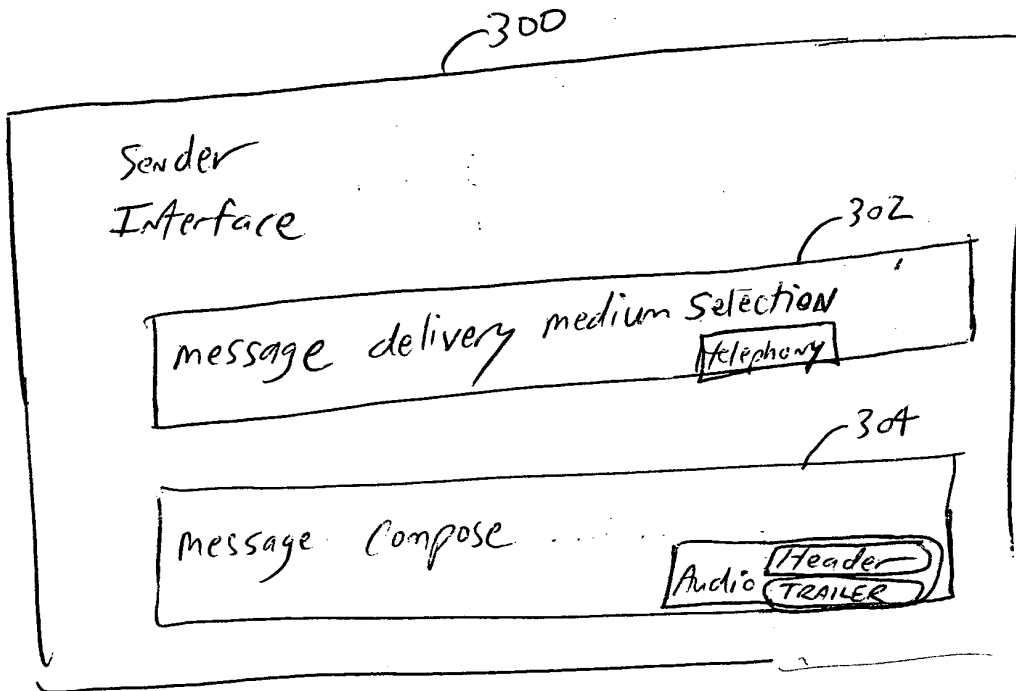 300
Sender
Interface
302
message delivery medium Selection
telephony
304
message compose ..........
Audio Header
TRAILER